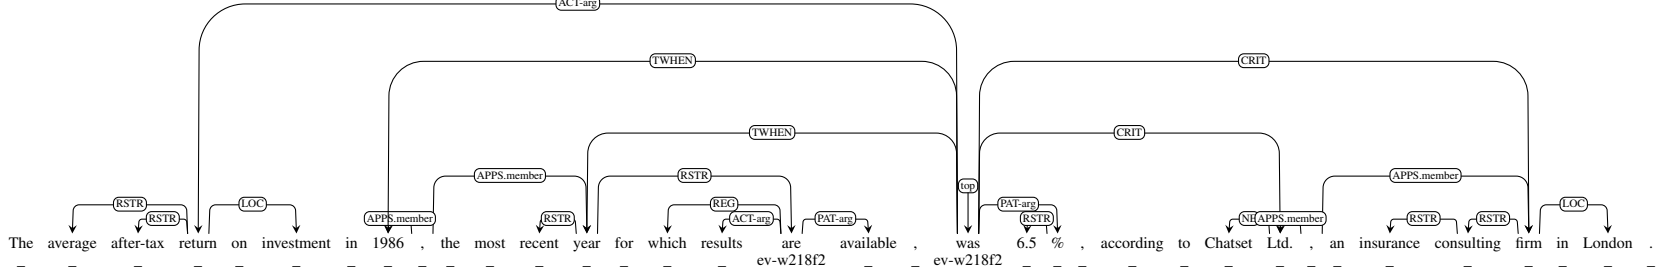 ACT-arg
TWHEN CRIT
TWHEN CRIT
APPS.member RSTR top APPS.member
RSTR LOC REG PAT-arg LOC
RSTR APPS.member RSTR ACT-arg PAT-arg RSTR APPS.member RSTR RSTR
The average after-tax return on investment in 1986 , the most recent year for which results are available , was 6.5 % , according to Chatset Ltd. , an insurance consulting firm in London .
_ _ _ _ _ _ _ _ _ _ _ _ _ _ _ _ ev-w218f2 _ _ ev-w218f2 _ _ _ _ _ _ _ _ _ _ _ _ _ _ _